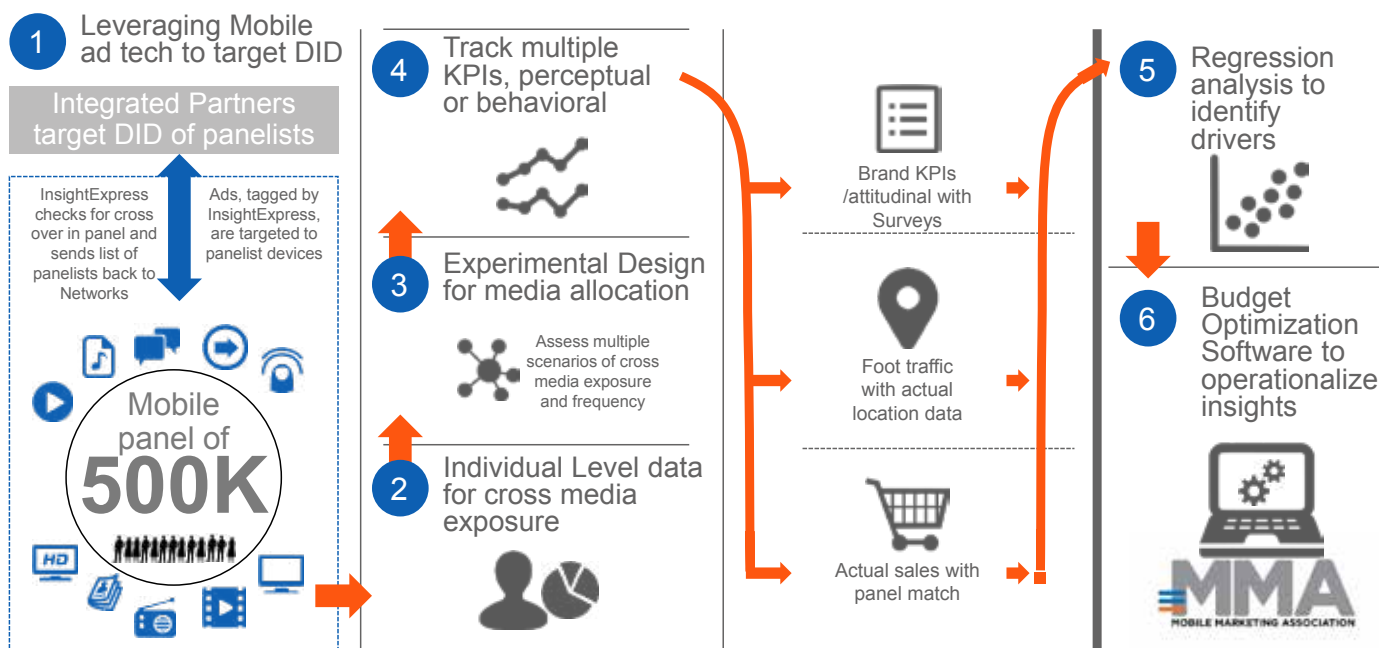 1
Leveraging Mobile
ad tech to target DID
Integrated Partners
target DID of panelists
InsightExpress
checks for cross
over in panel and
sends list of
panelists back to
Networks
Ads, tagged by
InsightExpress,
are targeted to
panelist devices
Mobile
panel of
500K
HD
2
Individual Level data
for cross media
exposure
3
Experimental Design
for media allocation
Assess multiple
scenarios of cross
media exposure
and frequency
4
Track multiple
KPIs, perceptual
or behavioral
Brand KPIs
/attitudinal with
Surveys
Foot traffic
with actual
location data
Actual sales with
panel match
5
Regression
analysis to
identify
drivers
6
Budget
Optimization
Software to
operationalize
insights
MMA
MOBILE MARKETING ASSOCIATION